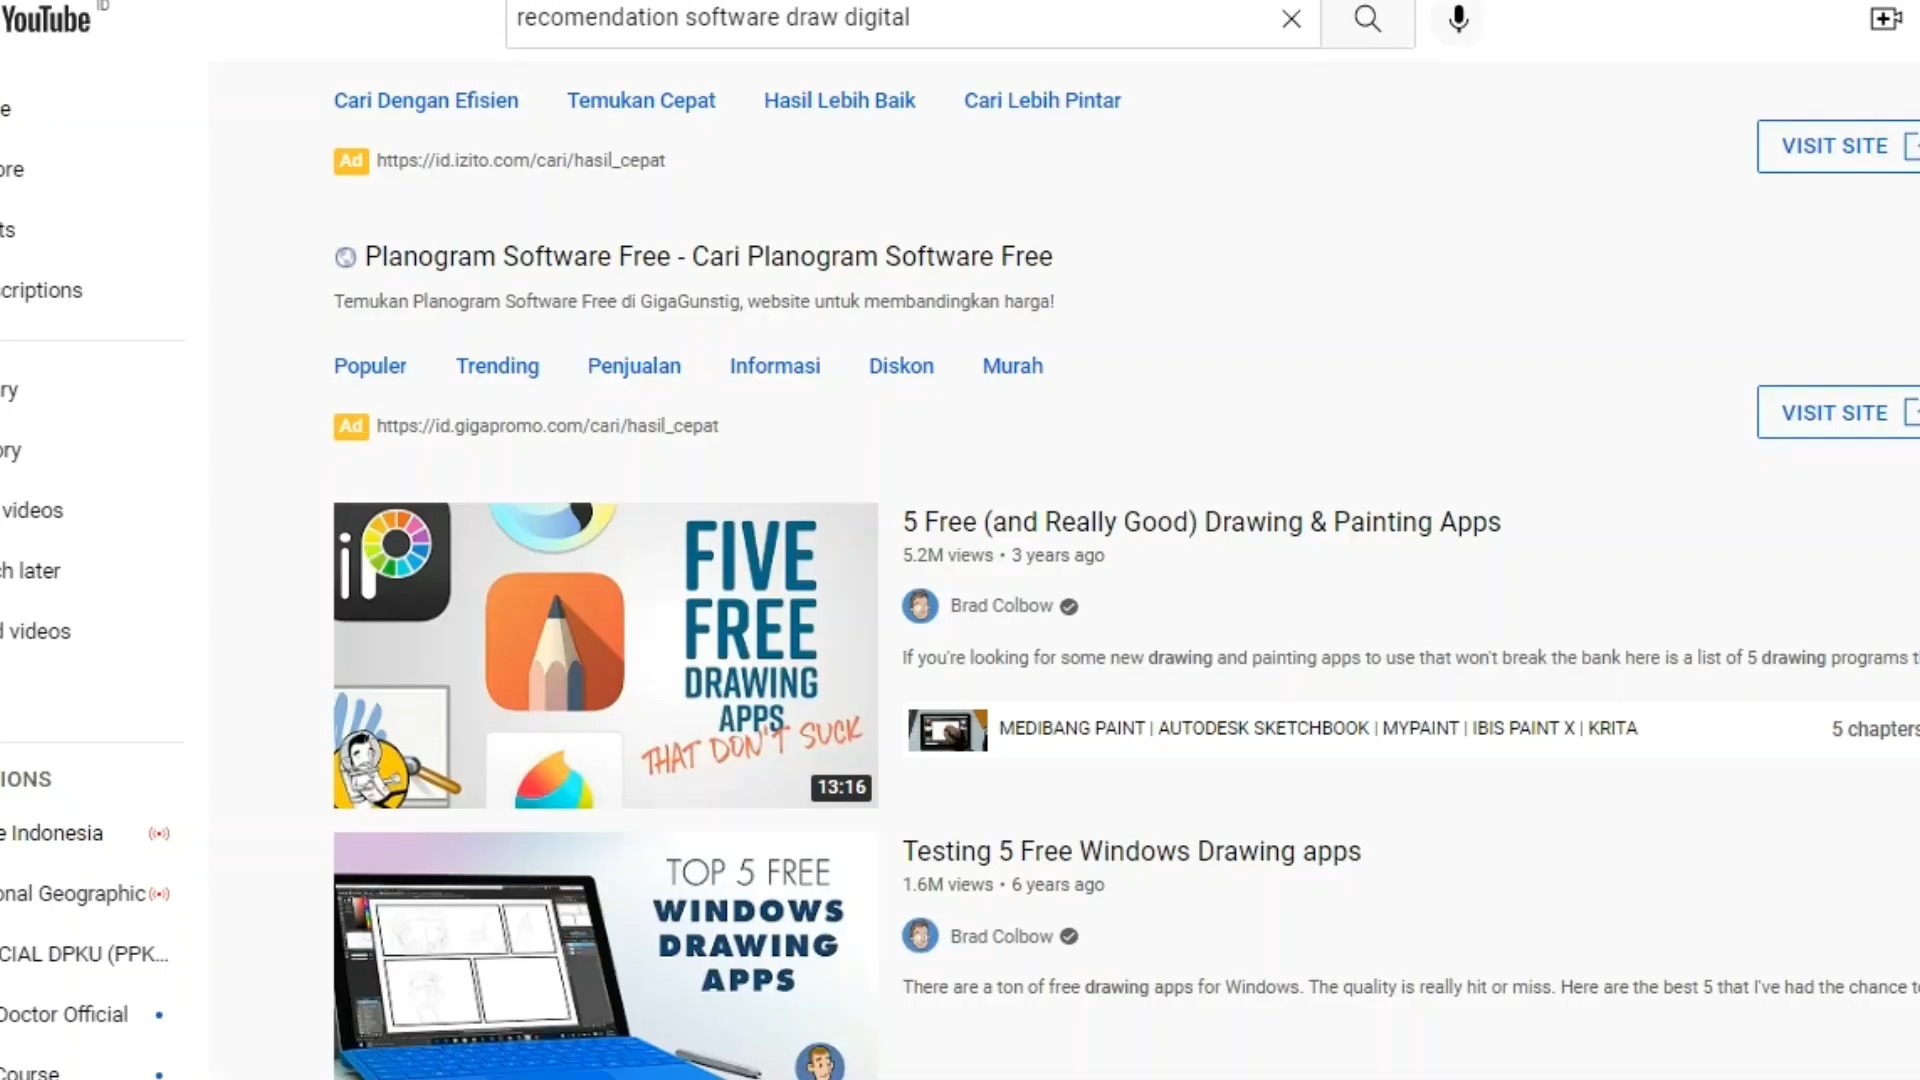 YouTube ID
recomendation software draw digital
e
ore
ts
criptions
ry
ory
videos
h later
d videos
IONS
e Indonesia
onal Geographic
CIAL DPKU (PPK...
Doctor Official
Course
Cari Dengan Efisien Temukan Cepat Hasil Lebih Baik Cari Lebih Pintar
Ad https://id.izito.com/cari/hasil_cepat
VISIT SITE
Planogram Software Free - Cari Planogram Software Free
Temukan Planogram Software Free di GigaGunstig, website untuk membandingkan harga!
Populer Trending Penjualan Informasi Diskon Murah
Ad https://id.gigapromo.com/cari/hasil_cepat
VISIT SITE
iP
FIVE
FREE
DRAWING
APPS
THAT DON'T SUCK
13:16
5 Free (and Really Good) Drawing & Painting Apps
5.2M views • 3 years ago
Brad Colbow
If you're looking for some new drawing and painting apps to use that won't break the bank here is a list of 5 drawing programs t
MEDIBANG PAINT | AUTODESK SKETCHBOOK | MYPAINT | IBIS PAINT X | KRITA
5 chapters
TOP 5 FREE
WINDOWS
DRAWING
APPS
Testing 5 Free Windows Drawing apps
1.6M views • 6 years ago
Brad Colbow
There are a ton of free drawing apps for Windows. The quality is really hit or miss. Here are the best 5 that I've had the chance t